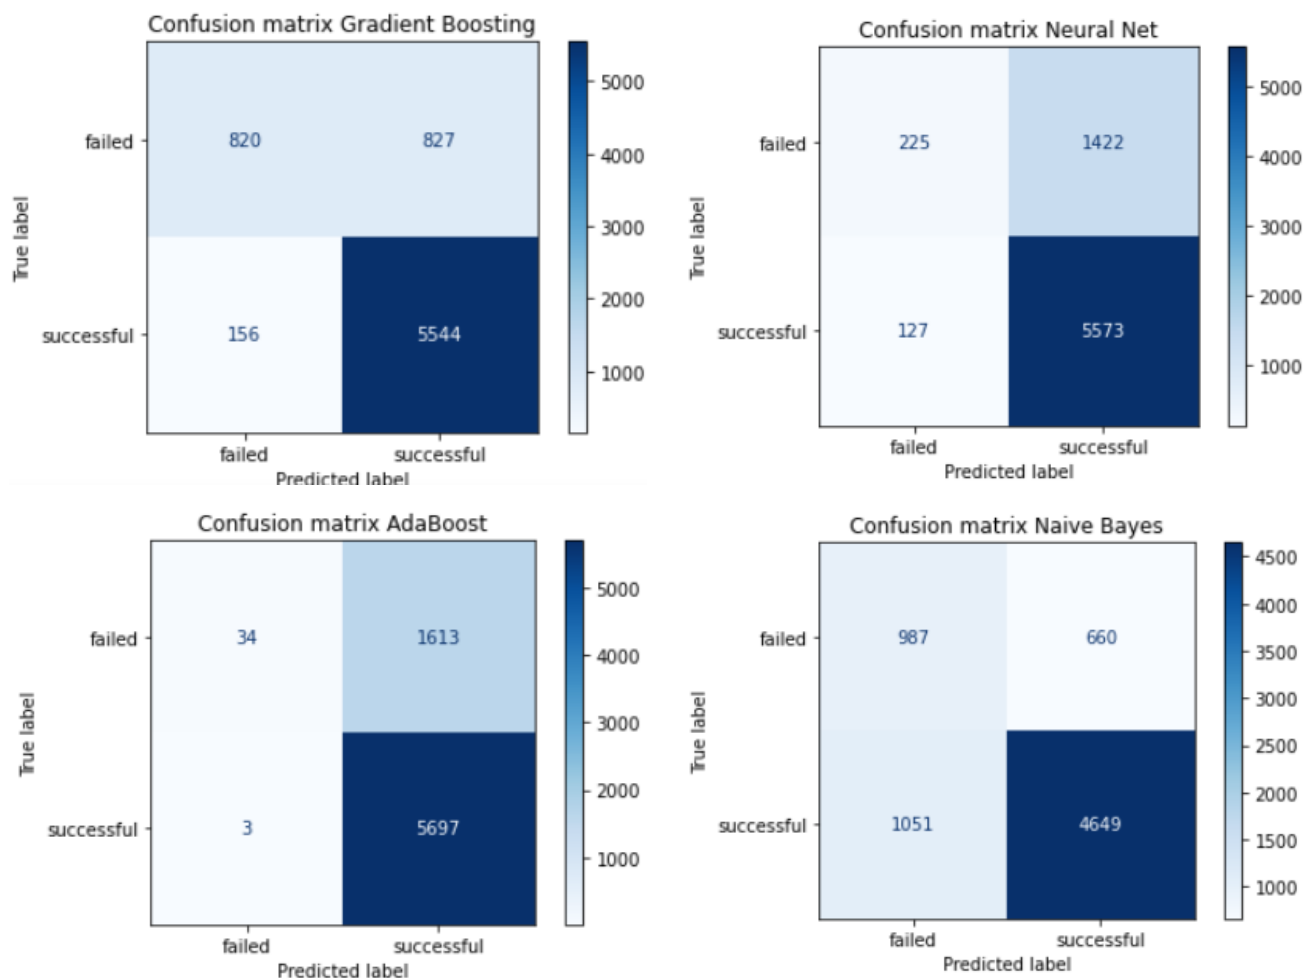 Confusion matrix Gradient Boosting
5000
failed 820 827
4000
True label
3000
successful 156 5544
2000
1000
failed successful
Predicted label
Confusion matrix Neural Net
5000
failed 225 1422
4000
True label
3000
successful 127 5573
2000
1000
failed successful
Predicted label
Confusion matrix AdaBoost
5000
failed 34 1613
4000
True label
3000
2000
successful 3 5697
1000
failed successful
Predicted label
Confusion matrix Naive Bayes
4500
4000
failed 987 660
3500
3000
True label
2500
2000
successful 1051 4649
1500
1000
failed successful
Predicted label